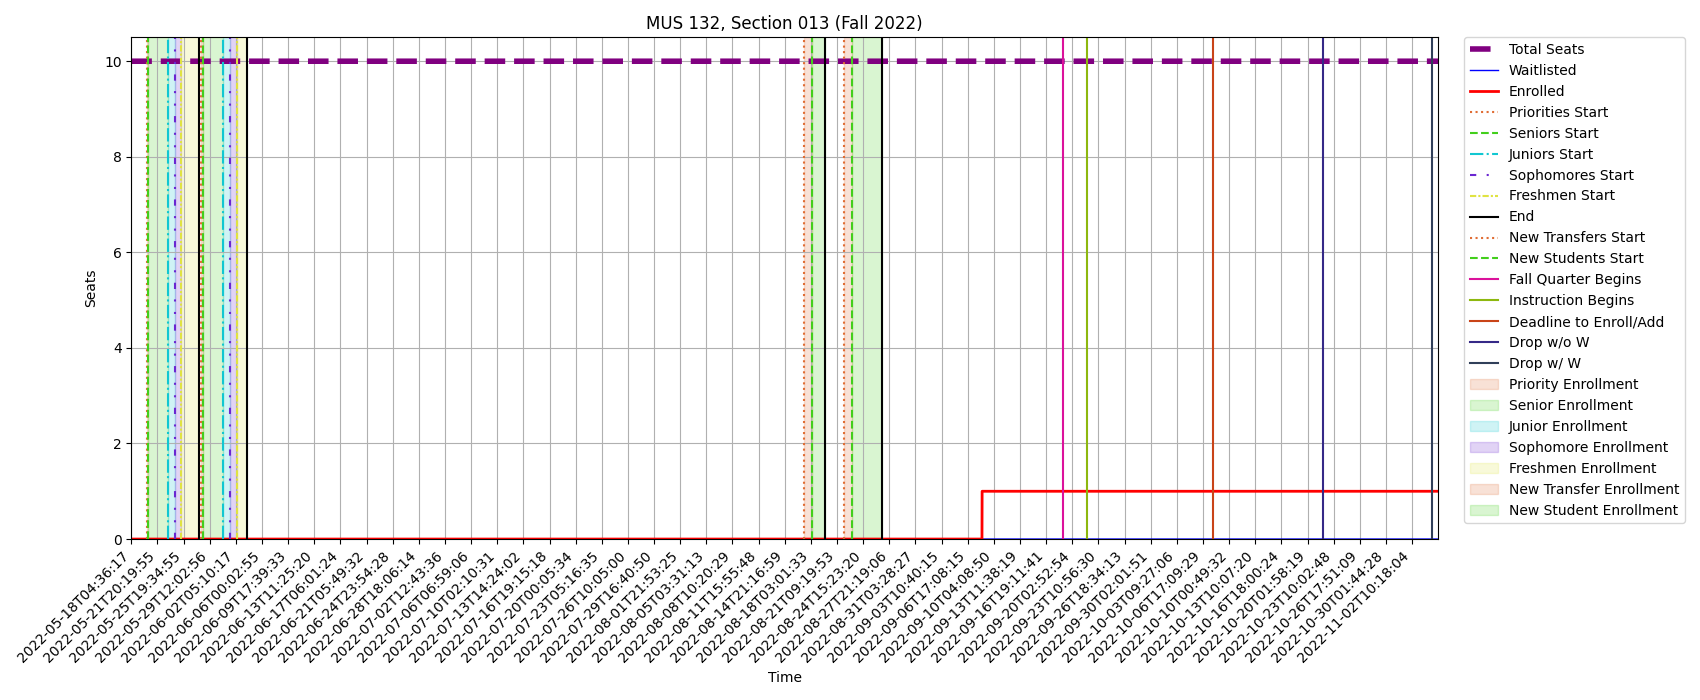 MUS 132, Section 013 (Fall 2022)
10
8
6
4
2
0
Seats
2022-05-18T04:36:17
2022-05-21T20:19:55
2022-05-25T19:34:55
2022-05-29T12:02:56
2022-06-02T05:10:17
2022-06-06T00:02:55
2022-06-09T17:39:33
2022-06-13T11:25:20
2022-06-17T06:01:24
2022-06-21T05:49:32
2022-06-24T23:54:28
2022-06-28T18:06:14
2022-07-02T12:43:36
2022-07-06T06:59:06
2022-07-10T02:10:31
2022-07-13T14:24:02
2022-07-16T19:15:18
2022-07-20T00:05:34
2022-07-23T05:16:35
2022-07-26T10:05:00
2022-07-29T16:40:50
2022-08-01T21:53:25
2022-08-05T03:31:13
2022-08-08T10:20:29
2022-08-11T15:55:48
2022-08-14T21:16:59
2022-08-18T03:01:33
2022-08-21T09:19:53
2022-08-24T15:23:20
2022-08-27T21:19:06
2022-08-31T03:28:27
2022-09-03T10:40:15
2022-09-06T17:08:15
2022-09-10T04:08:50
2022-09-13T11:38:19
2022-09-16T19:11:41
2022-09-20T02:52:54
2022-09-23T10:56:30
2022-09-26T18:34:13
2022-09-30T02:01:51
2022-10-03T09:27:06
2022-10-06T17:09:29
2022-10-10T00:49:32
2022-10-13T10:07:20
2022-10-16T18:00:24
2022-10-20T01:58:19
2022-10-23T10:02:48
2022-10-26T17:51:09
2022-10-30T01:44:28
2022-11-02T10:18:04
Time
Total Seats
Waitlisted
Enrolled
Priorities Start
Seniors Start
Juniors Start
Sophomores Start
Freshmen Start
End
New Transfers Start
New Students Start
Fall Quarter Begins
Instruction Begins
Deadline to Enroll/Add
Drop w/o W
Drop w/ W
Priority Enrollment
Senior Enrollment
Junior Enrollment
Sophomore Enrollment
Freshmen Enrollment
New Transfer Enrollment
New Student Enrollment